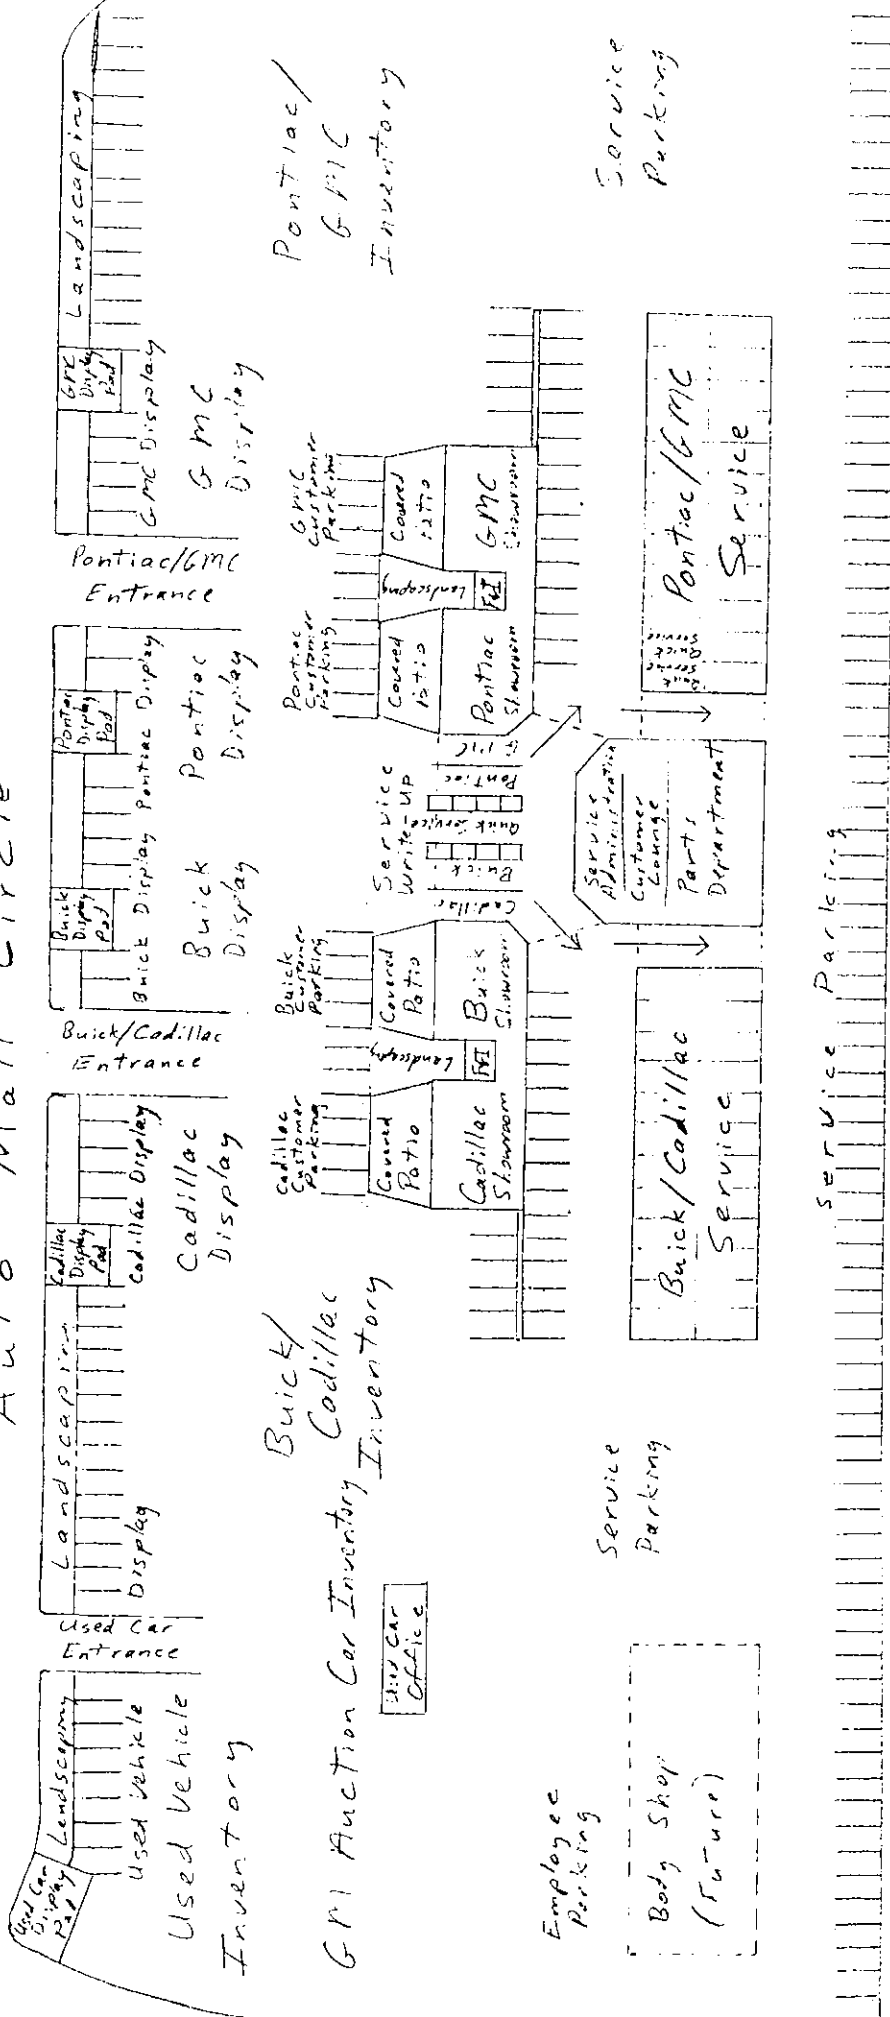 Auto Mall Circle
Used Car
Display
Pad
Landscaping
Used Vehicle
Used Vehicle
Inventory
Used Car
Entrance
Landscaping
Display
Cadillac
Display
Pad
Cadillac Display
Cadillac
Display
Buick/Cadillac
Entrance
Buick
Display
Pad
Buick Display
Buick
Display
Pontiac
Display
Pad
Pontiac Display
Pontiac
Display
Pontiac/GMC
Entrance
GMC
Display
Pad
GMC Display
GMC
Display
Landscaping
GM Auction Car Inventory
Used Car
Office
Buick/
Cadillac
Inventory
Cadillac
Customer
Parking
Covered
Patio
Cadillac
Showroom
Landscaping
F&I
Buick
Customer
Parking
Covered
Patio
Buick
Showroom
Service
Write-Up
Cadillac
Buick
Quick Service
Pontiac
GMC
Pontiac
Customer
Parking
Covered
Patio
Pontiac
Showroom
Landscaping
F&I
GMC
Customer
Parking
Covered
Patio
GMC
Showroom
Pontiac/
GMC
Inventory
Employee
Parking
Body Shop
(Future)
Service
Parking
Buick/Cadillac
Service
Service
Administration
Customer
Lounge
Parts
Department
Quick
Service
Pontiac/GMC
Service
Service
Parking
Service Parking